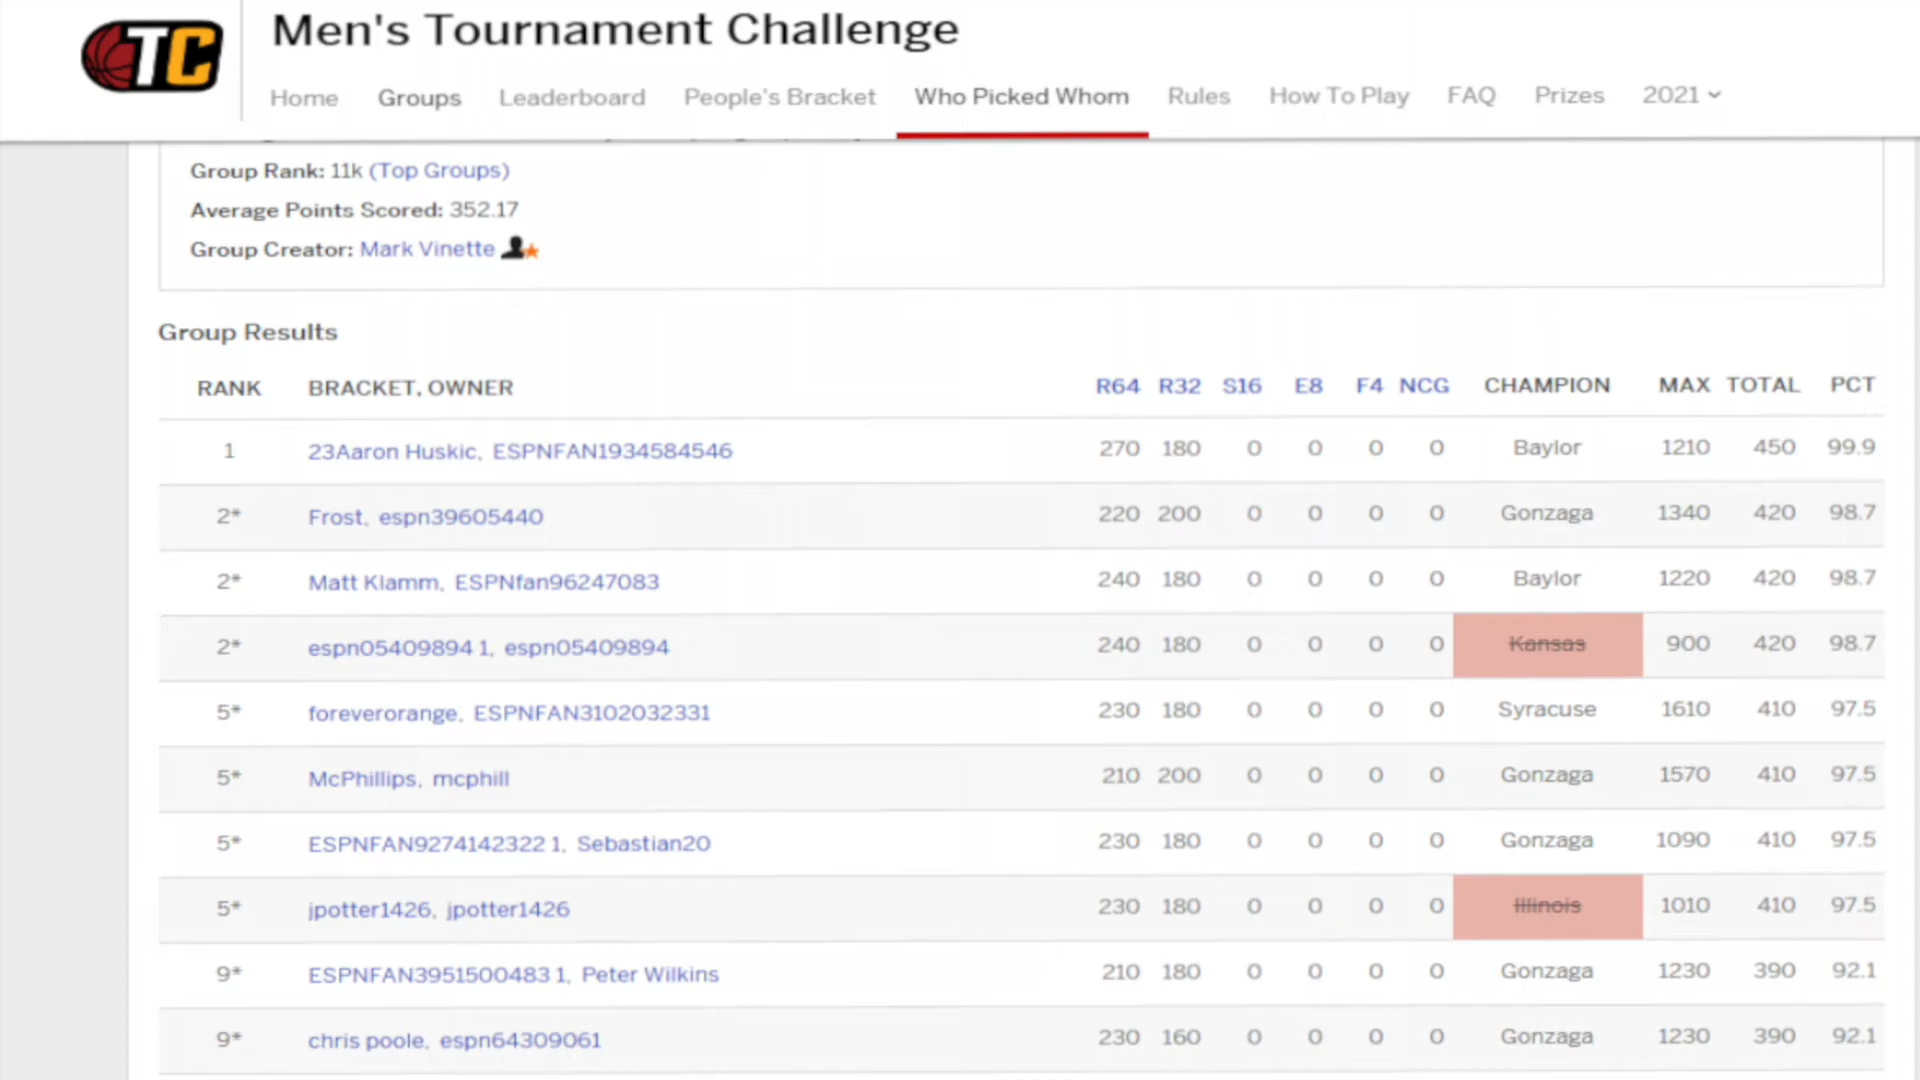 TC
Men's Tournament Challenge
Home Groups Leaderboard People's Bracket Who Picked Whom Rules How To Play FAQ Prizes 2021
Group Rank: 11k (Top Groups)
Average Points Scored: 352.17
Group Creator: Mark Vinette
Group Results
RANK BRACKET, OWNER R64 R32 S16 E8 F4 NCG CHAMPION MAX TOTAL PCT
1 23Aaron Huskic, ESPNFAN1934584546 270 180 0 0 0 0 Baylor 1210 450 99.9
2* Frost, espn39605440 220 200 0 0 0 0 Gonzaga 1340 420 98.7
2* Matt Klamm, ESPNfan96247083 240 180 0 0 0 0 Baylor 1220 420 98.7
2* espn05409894 1, espn05409894 240 180 0 0 0 0 Kansas 900 420 98.7
5* foreverorange, ESPNFAN3102032331 230 180 0 0 0 0 Syracuse 1610 410 97.5
5* McPhillips, mcphill 210 200 0 0 0 0 Gonzaga 1570 410 97.5
5* ESPNFAN9274142322 1, Sebastian20 230 180 0 0 0 0 Gonzaga 1090 410 97.5
5* jpotter1426, jpotter1426 230 180 0 0 0 0 Illinois 1010 410 97.5
9* ESPNFAN3951500483 1, Peter Wilkins 210 180 0 0 0 0 Gonzaga 1230 390 92.1
9* chris poole, espn64309061 230 160 0 0 0 0 Gonzaga 1230 390 92.1